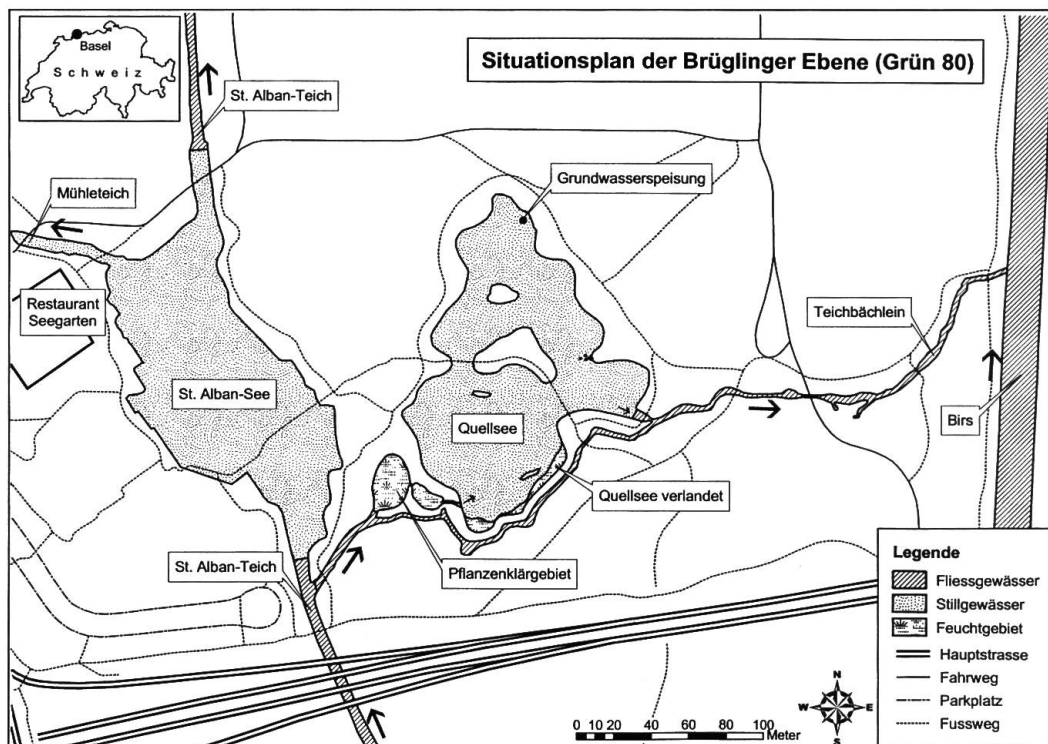 Basel
Schweiz
Situationsplan der Brüglinger Ebene (Grün 80)
St. Alban-Teich
Grundwasserspeisung
Mühleteich
Restaurant
Seegarten
Teichbächlein
St. Alban-See
Quellsee
Birs
Quellsee verlandet
St. Alban-Teich
Pflanzenklärgebiet
Legende
Fliessgewässer
Stillgewässer
Feuchtgebiet
Hauptstrasse
Fahrweg
Parkplatz
Fussweg
N
W E
S
0 10 20 40 60 80 100
Meter